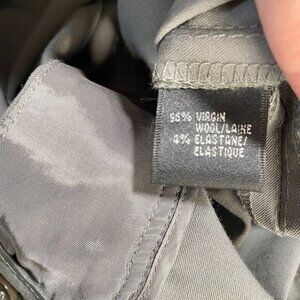 96% VIRGIN
WOOL/LAINE
4% ELASTANE/
ELASTIQUE